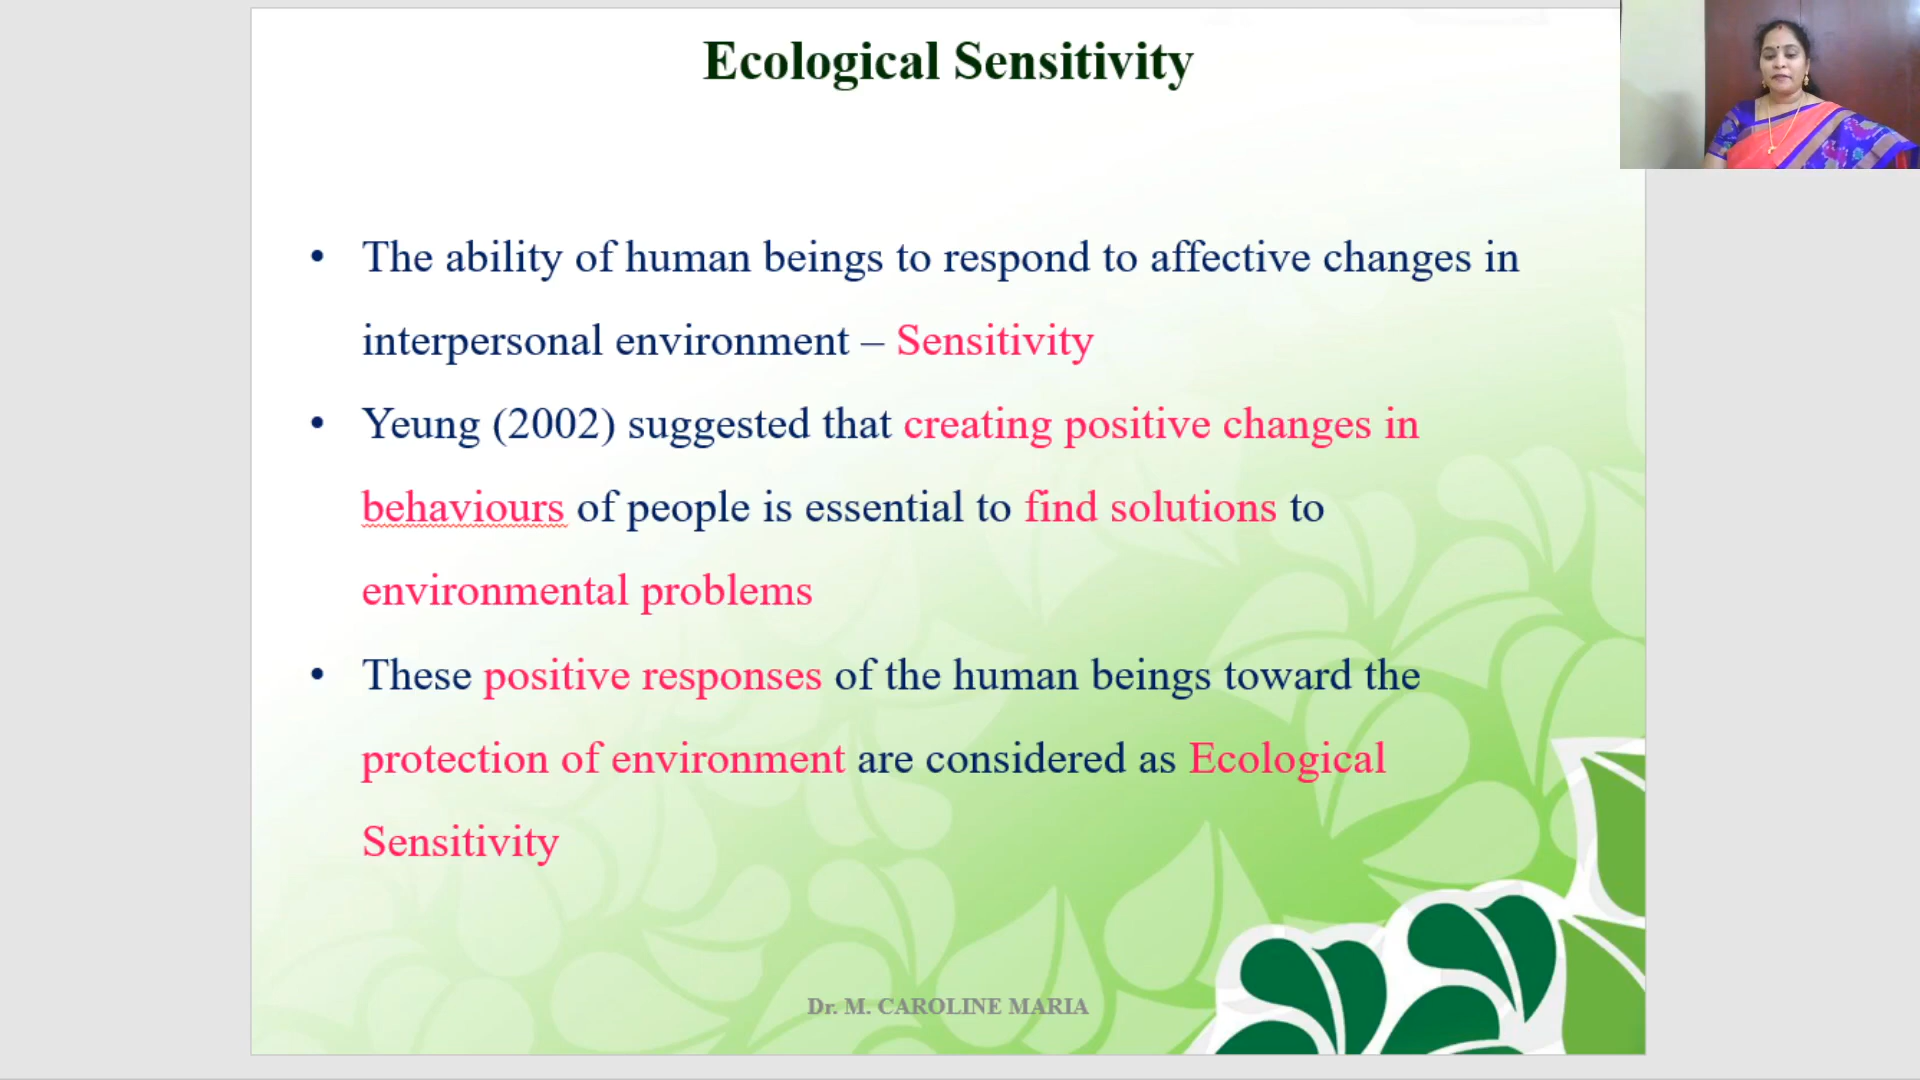 Ecological Sensitivity
• The ability of human beings to respond to affective changes in
interpersonal environment – Sensitivity
• Yeung (2002) suggested that creating positive changes in
behaviours of people is essential to find solutions to
environmental problems
• These positive responses of the human beings toward the
protection of environment are considered as Ecological
Sensitivity
Dr. M. CAROLINE MARIA